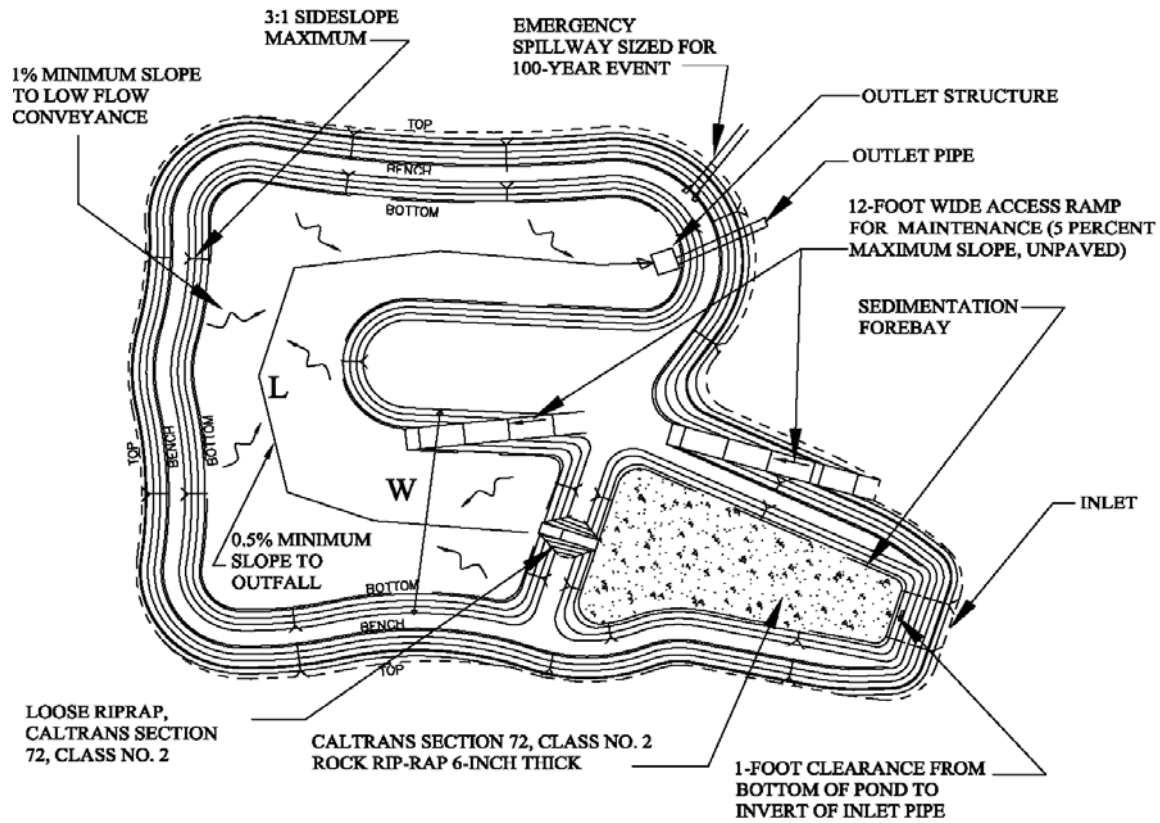 3:1 SIDESLOPE
MAXIMUM
EMERGENCY
SPILLWAY SIZED FOR
100-YEAR EVENT
1% MINIMUM SLOPE
TO LOW FLOW
CONVEYANCE
OUTLET STRUCTURE
OUTLET PIPE
12-FOOT WIDE ACCESS RAMP
FOR MAINTENANCE (5 PERCENT
MAXIMUM SLOPE, UNPAVED)
SEDIMENTATION
FOREBAY
TOP
BENCH
BOTTOM
L
TOP
BENCH
BOTTOM
W
INLET
0.5% MINIMUM
SLOPE TO
OUTFALL
BOTTOM
BENCH
TOP
LOOSE RIPRAP,
CALTRANS SECTION
72, CLASS NO. 2
CALTRANS SECTION 72, CLASS NO. 2
ROCK RIP-RAP 6-INCH THICK
1-FOOT CLEARANCE FROM
BOTTOM OF POND TO
INVERT OF INLET PIPE